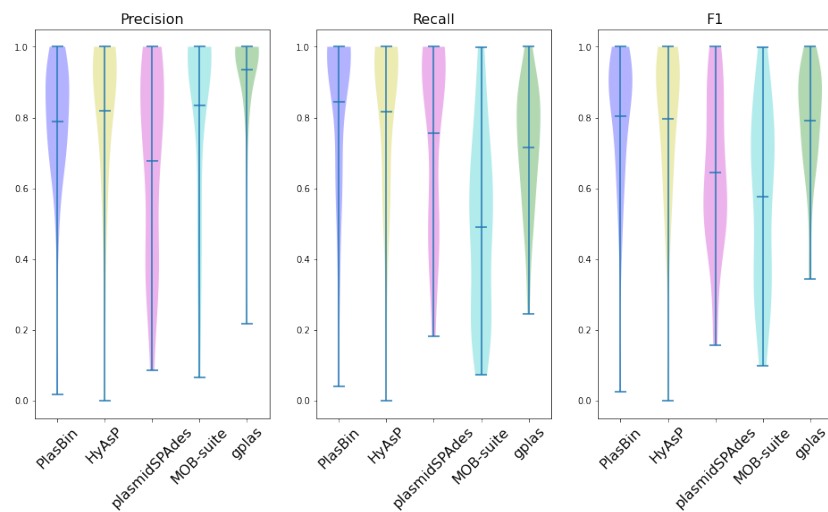 Precision
1.0
0.8
0.6
0.4
0.2
0.0
PlasBin
HyAsP
plasmidSPAdes
MOB-suite
gplas
Recall
1.0
0.8
0.6
0.4
0.2
0.0
PlasBin
HyAsP
plasmidSPAdes
MOB-suite
gplas
F1
1.0
0.8
0.6
0.4
0.2
0.0
PlasBin
HyAsP
plasmidSPAdes
MOB-suite
gplas